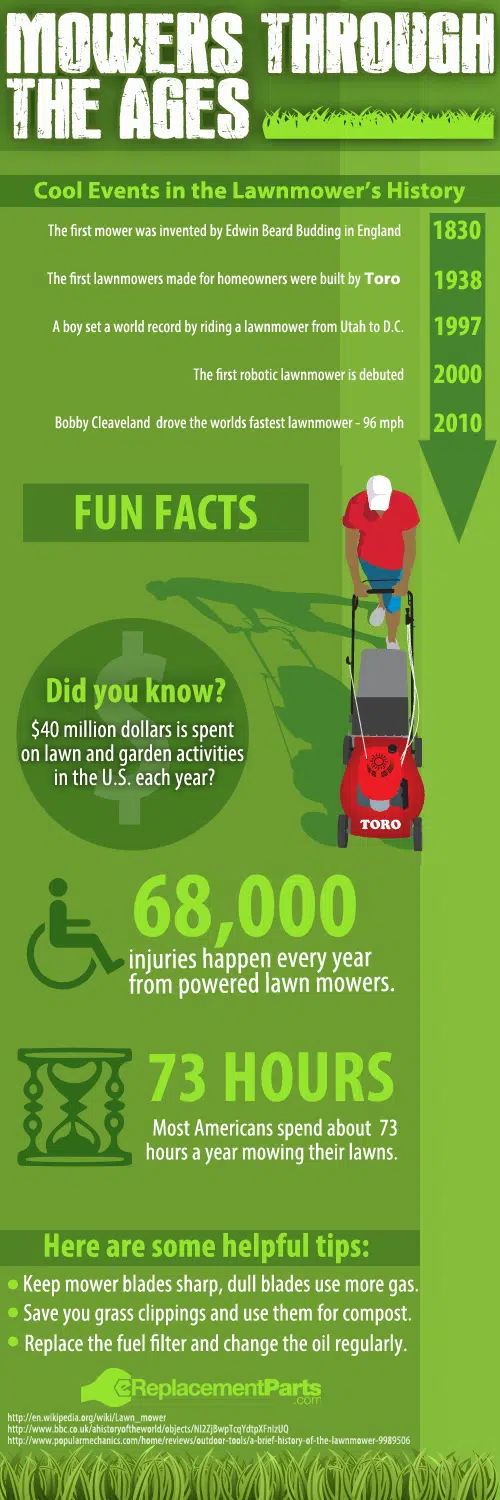 MOWERS THROUGH
THE AGES
Cool Events in the Lawnmower's History
The first mower was invented by Edwin Beard Budding in England 1830
The first lawnmowers made for homeowners were built by Toro 1938
A boy set a world record by riding a lawnmower from Utah to D.C. 1997
The first robotic lawnmower is debuted 2000
Bobby Cleaveland drove the worlds fastest lawnmower - 96 mph 2010
FUN FACTS
Did you know?
$40 million dollars is spent
on lawn and garden activities
in the U.S. each year?
TORO
68,000
injuries happen every year
from powered lawn mowers.
73 HOURS
Most Americans spend about 73
hours a year mowing their lawns.
Here are some helpful tips:
• Keep mower blades sharp, dull blades use more gas.
• Save you grass clippings and use them for compost.
• Replace the fuel filter and change the oil regularly.
eReplacementParts
.com
http://en.wikipedia.org/wiki/Lawn_mower
http://www.bbc.co.uk/ahistoryoftheworld/objects/NI2ZjBwpTcqYdtpXFnlzUQ
http://www.popularmechanics.com/home/reviews/outdoor-tools/a-brief-history-of-the-lawnmower-9989506